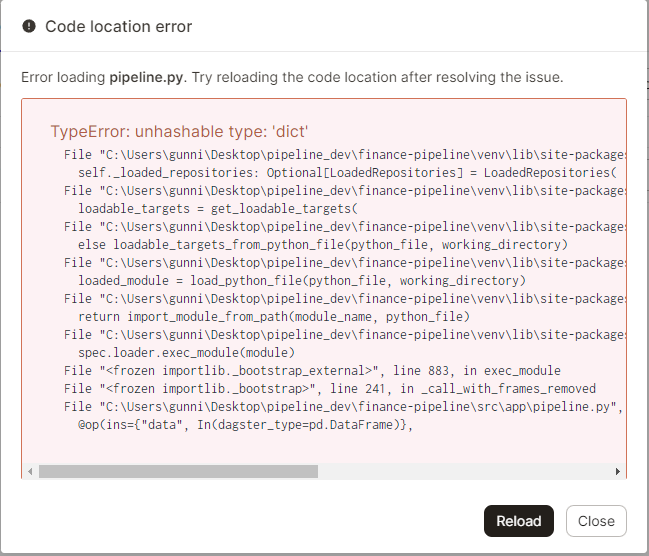 Code location error
Error loading pipeline.py. Try reloading the code location after resolving the issue.
TypeError: unhashable type: 'dict'
File "C:\Users\gunni\Desktop\pipeline_dev\finance-pipeline\venv\lib\site-packages
self._loaded_repositories: Optional[LoadedRepositories] = LoadedRepositories(
File "C:\Users\gunni\Desktop\pipeline_dev\finance-pipeline\venv\lib\site-packages
loadable_targets = get_loadable_targets(
File "C:\Users\gunni\Desktop\pipeline_dev\finance-pipeline\venv\lib\site-packages
else loadable_targets_from_python_file(python_file, working_directory)
File "C:\Users\gunni\Desktop\pipeline_dev\finance-pipeline\venv\lib\site-packages
loaded_module = load_python_file(python_file, working_directory)
File "C:\Users\gunni\Desktop\pipeline_dev\finance-pipeline\venv\lib\site-packages
return import_module_from_path(module_name, python_file)
File "C:\Users\gunni\Desktop\pipeline_dev\finance-pipeline\venv\lib\site-packages
spec.loader.exec_module(module)
File "<frozen importlib._bootstrap_external>", line 883, in exec_module
File "<frozen importlib._bootstrap>", line 241, in _call_with_frames_removed
File "C:\Users\gunni\Desktop\pipeline_dev\finance-pipeline\src\app\pipeline.py",
@op(ins={"data", In(dagster_type=pd.DataFrame)},
Reload Close